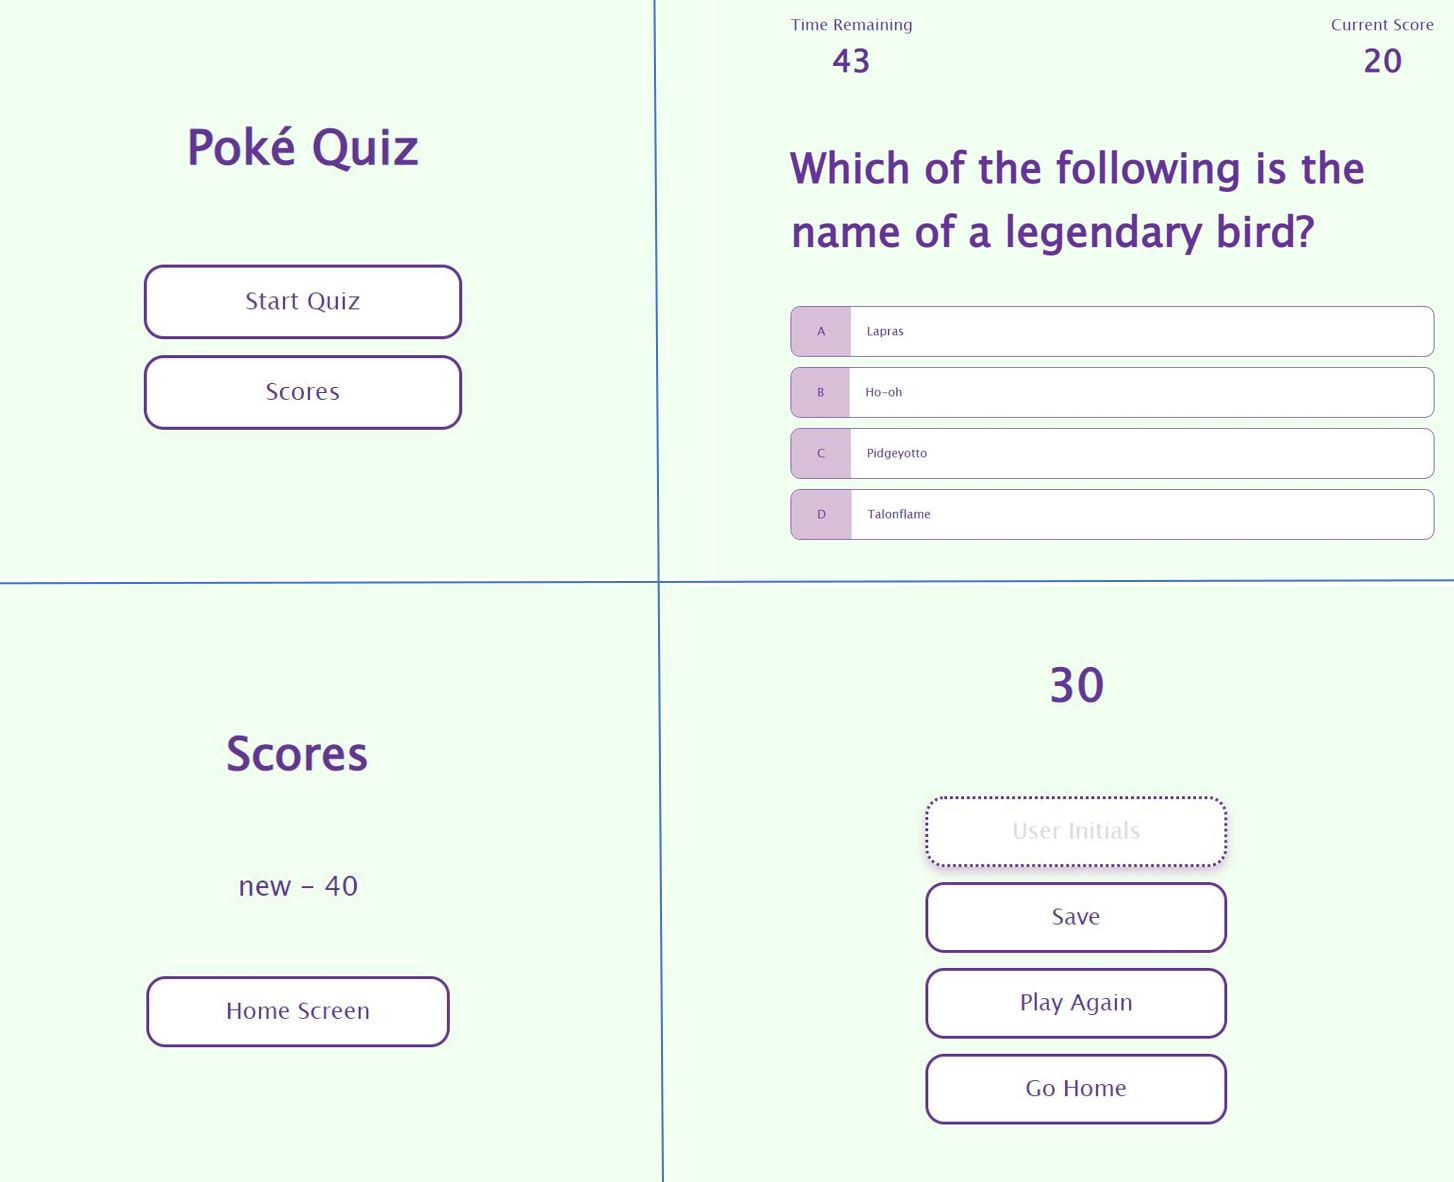 Poké Quiz
Start Quiz
Scores
Time Remaining
43
Current Score
20
Which of the following is the
name of a legendary bird?
A Lapras
B Ho-oh
C Pidgeyotto
D Talonflame
Scores
new - 40
Home Screen
30
User Initials
Save
Play Again
Go Home